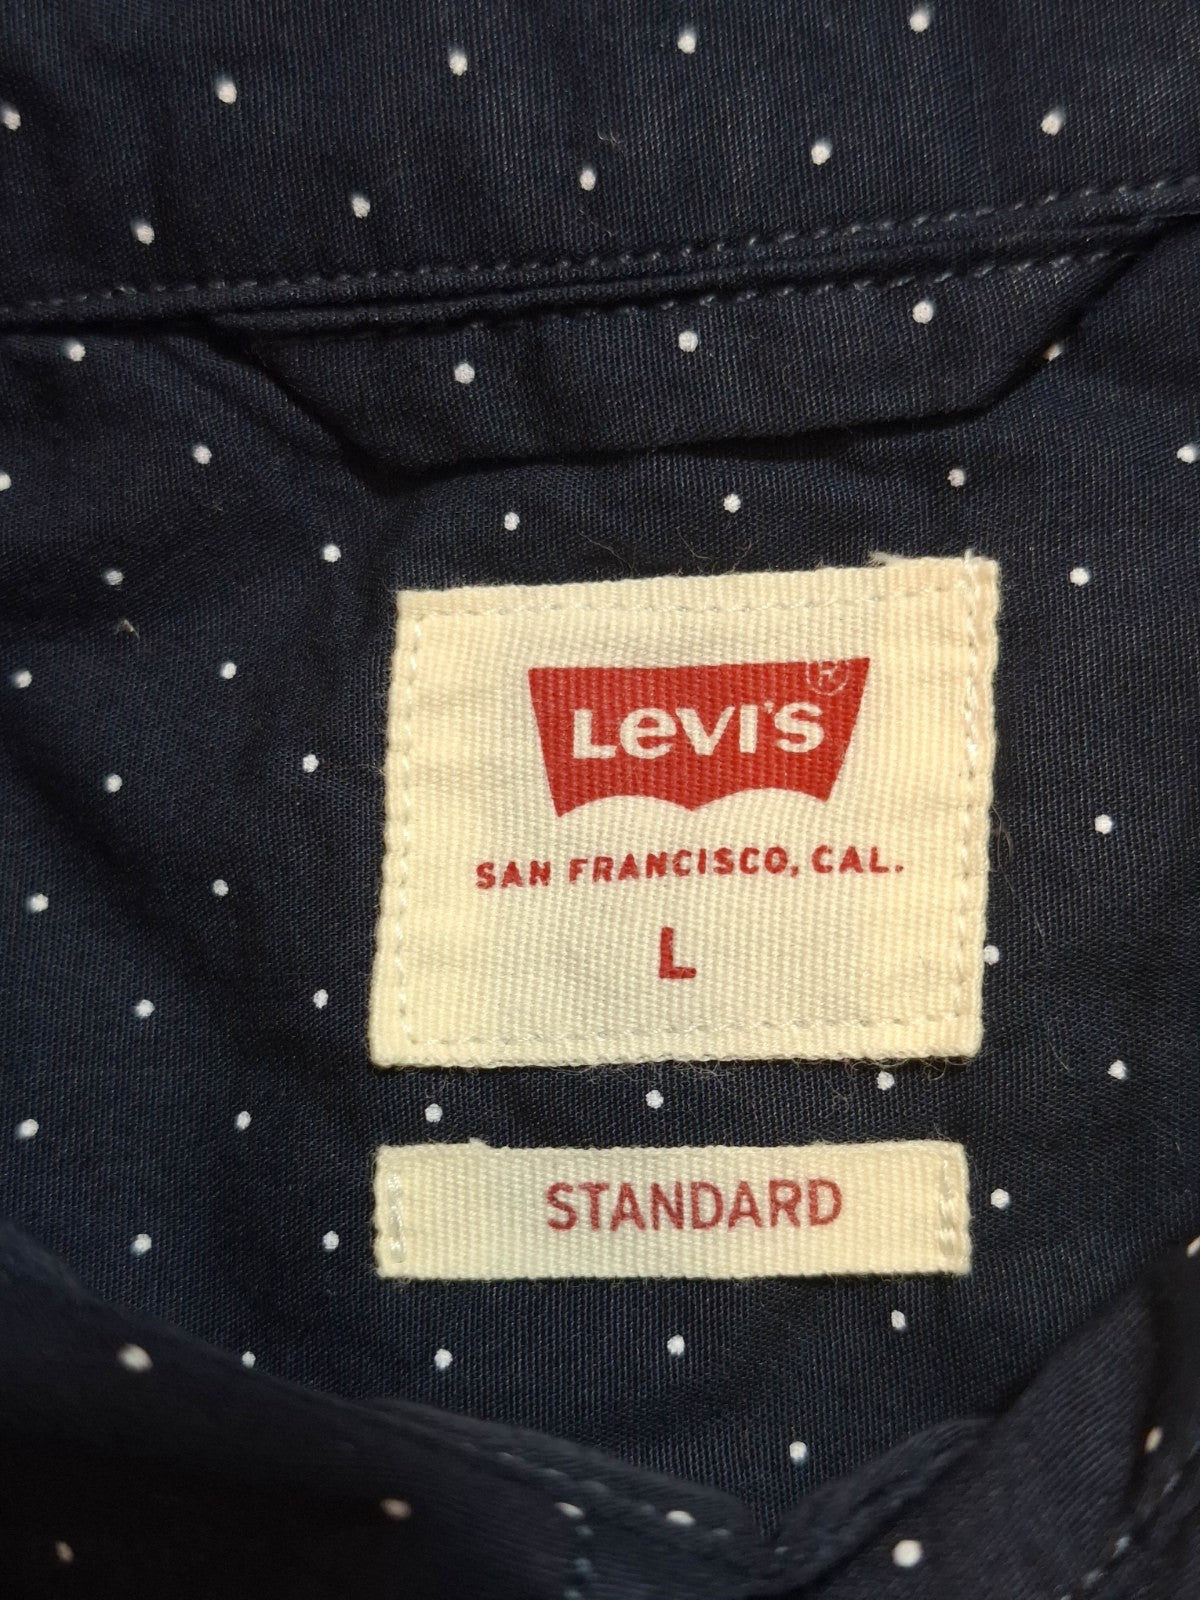 Levi's®
SAN FRANCISCO, CAL.
L
STANDARD